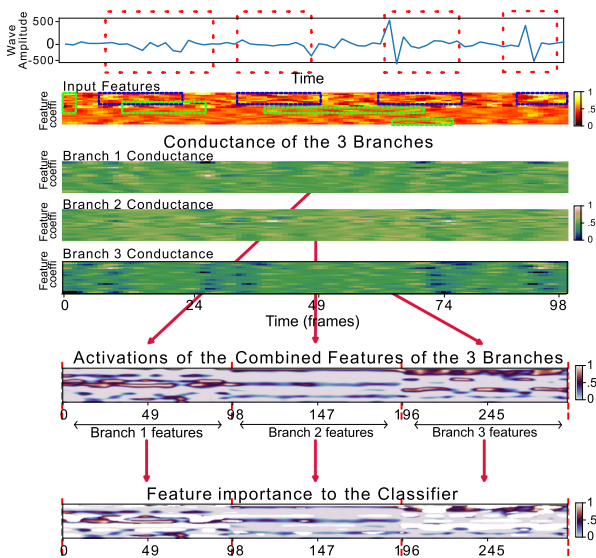 Wave
Amplitude
500
0
-500
Time
Input Features
Feature
coeffi
1
.5
0
Conductance of the 3 Branches
Branch 1 Conductance
Feature
coeffi
Branch 2 Conductance
Feature
coeffi
1
.5
0
Branch 3 Conductance
Feature
coeffi
1
.5
0
0 24 49 74 98
Time (frames)
Activations of the Combined Features of the 3 Branches
1
.5
0
0 49 98 147 196 245
Branch 1 features Branch 2 features Branch 3 features
Feature importance to the Classifier
1
.5
0
0 49 98 147 196 245